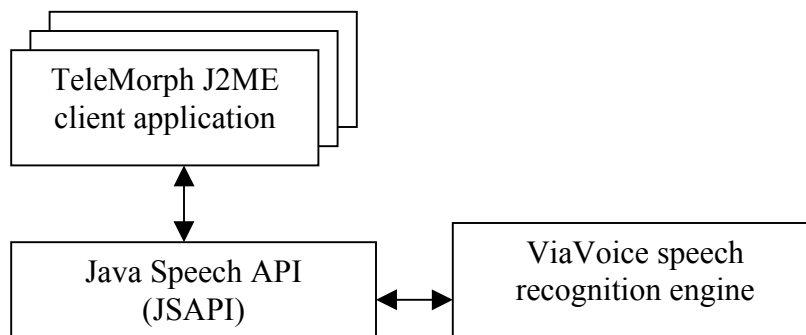 TeleMorph J2ME
client application
Java Speech API
(JSAPI)
ViaVoice speech
recognition engine